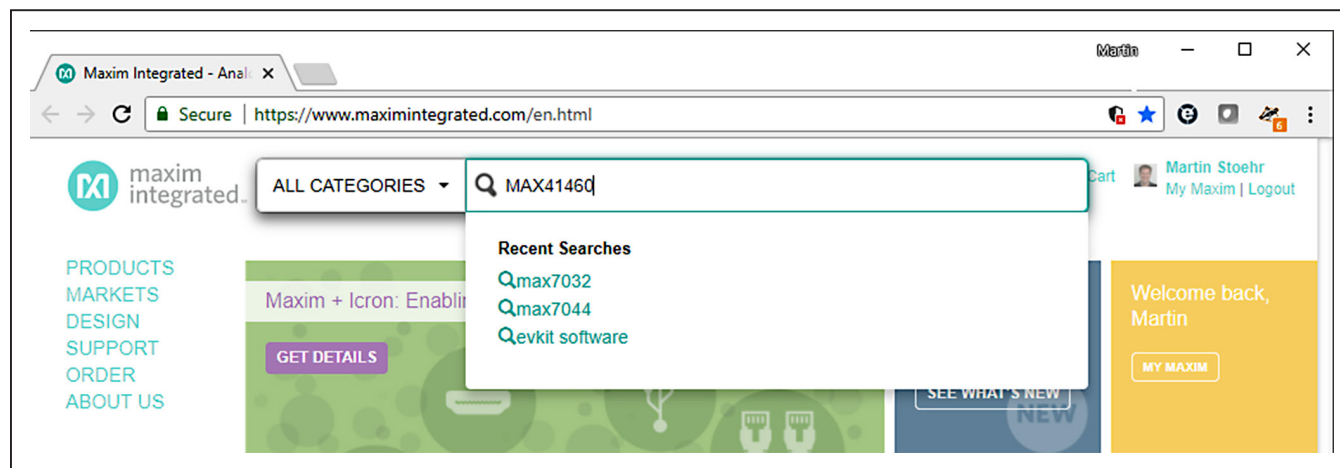 Martin
Maxim Integrated - Anal
Secure | https://www.maximintegrated.com/en.html
6
maxim
integrated™
ALL CATEGORIES
MAX41460
Cart
Martin Stoehr
My Maxim | Logout
Recent Searches
max7032
max7044
evkit software
PRODUCTS
MARKETS
DESIGN
SUPPORT
ORDER
ABOUT US
Maxim + Icron: Enablin
GET DETAILS
SEE WHAT'S NEW
NEW
Welcome back,
Martin
MY MAXIM